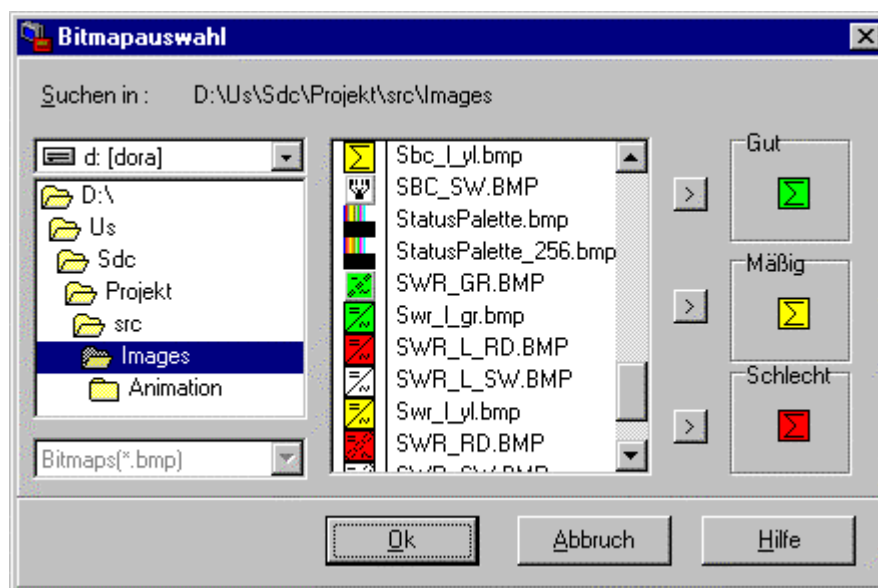 Bitmapauswahl
Suchen in : D:\Us\Sdc\Projekt\src\Images
d: [dora]
D:\
Us
Sdc
Projekt
src
Images
Animation
Bitmaps(*.bmp)
Sbc_l_yl.bmp
SBC_SW.BMP
StatusPalette.bmp
StatusPalette_256.bmp
SWR_GR.BMP
Swr_l_gr.bmp
SWR_L_RD.BMP
SWR_L_SW.BMP
Swr_l_yl.bmp
SWR_RD.BMP
SWR_SW.BMP
>
>
>
Gut
Σ
Mäßig
Σ
Schlecht
Σ
Ok Abbruch Hilfe